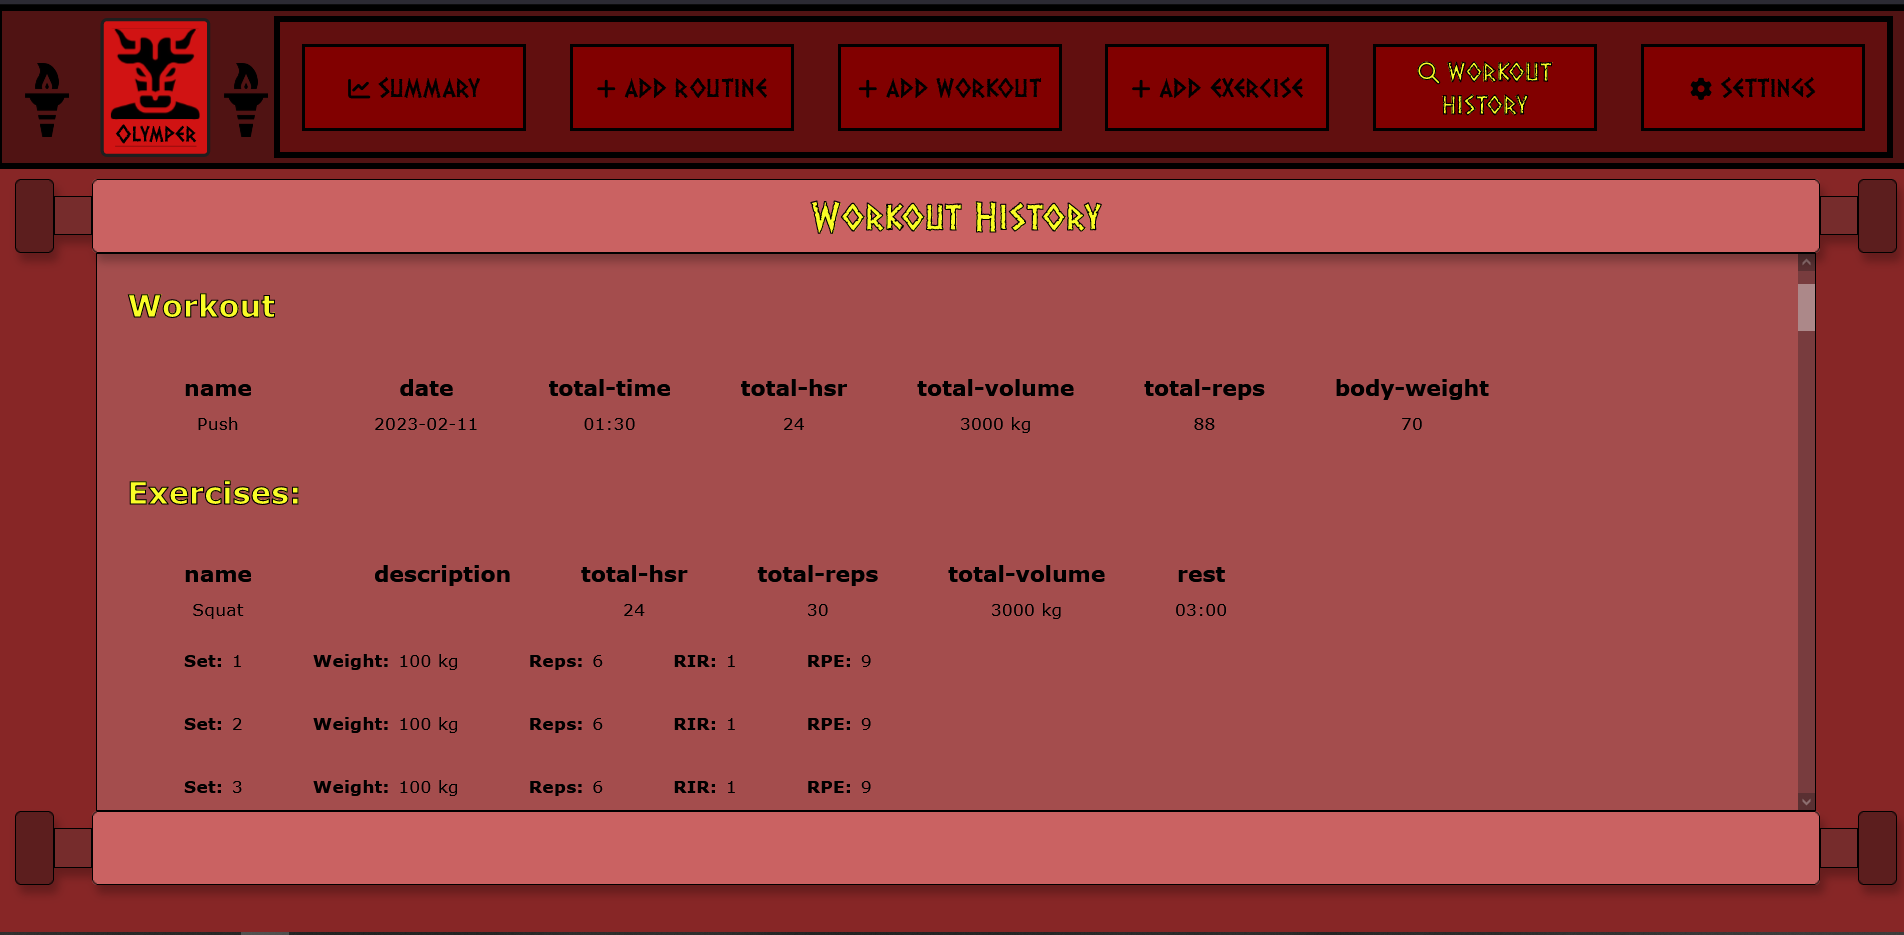 OLYMPER
SUMMARY
+ ADD ROUTINE
+ ADD WORKOUT
+ ADD EXERCISE
WORKOUT
HISTORY
SETTINGS
Workout History
Workout
name date total-time total-hsr total-volume total-reps body-weight
Push 2023-02-11 01:30 24 3000 kg 88 70
Exercises:
name description total-hsr total-reps total-volume rest
Squat 24 30 3000 kg 03:00
Set: 1 Weight: 100 kg Reps: 6 RIR: 1 RPE: 9
Set: 2 Weight: 100 kg Reps: 6 RIR: 1 RPE: 9
Set: 3 Weight: 100 kg Reps: 6 RIR: 1 RPE: 9